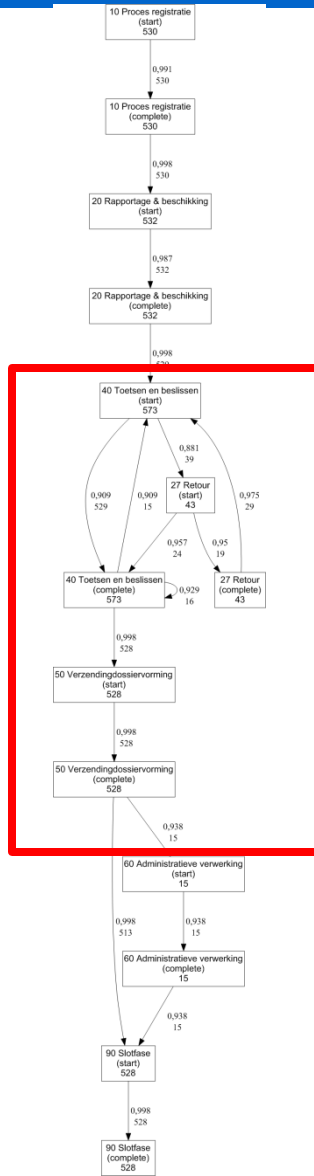 10 Proces registratie
(start)
530
0,991
530
10 Proces registratie
(complete)
530
0,998
530
20 Rapportage & beschikking
(start)
532
0,987
532
20 Rapportage & beschikking
(complete)
532
0,998
40 Toetsen en beslissen
(start)
573
0,881
39
27 Retour
(start)
43
0,909
529
0,909
15
0,975
29
0,957
24
0,95
19
40 Toetsen en beslissen
(complete)
573
0,929
16
27 Retour
(complete)
43
0,998
528
50 Verzendingdossiervorming
(start)
528
0,998
528
50 Verzendingdossiervorming
(complete)
528
0,938
15
60 Administratieve verwerking
(start)
15
0,998
513
0,938
15
60 Administratieve verwerking
(complete)
15
0,938
15
90 Slotfase
(start)
528
0,998
528
90 Slotfase
(complete)
528